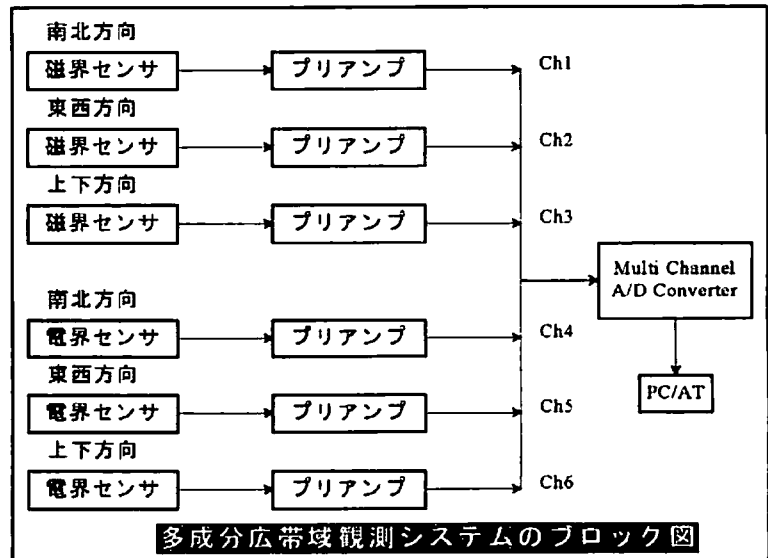 南北方向
磁界センサ プリアンプ Ch1
東西方向
磁界センサ プリアンプ Ch2
上下方向
磁界センサ プリアンプ Ch3
Multi Channel
A/D Converter
南北方向
電界センサ プリアンプ Ch4
東西方向
電界センサ プリアンプ Ch5
PC/AT
上下方向
電界センサ プリアンプ Ch6
多成分広帯域観測システムのブロック図